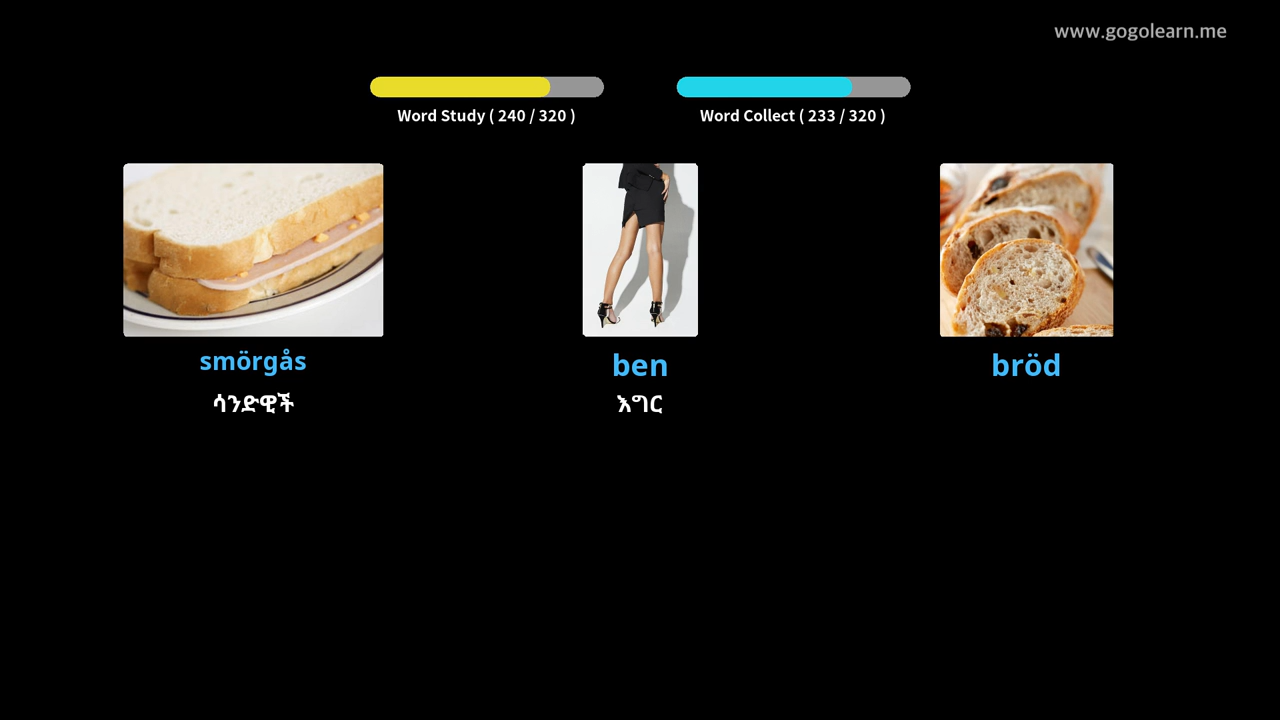 www.gogolearn.me
Word Study ( 240 / 320 )
Word Collect ( 233 / 320 )
smörgås
ben
bröd
ሳንድዊች
እግር